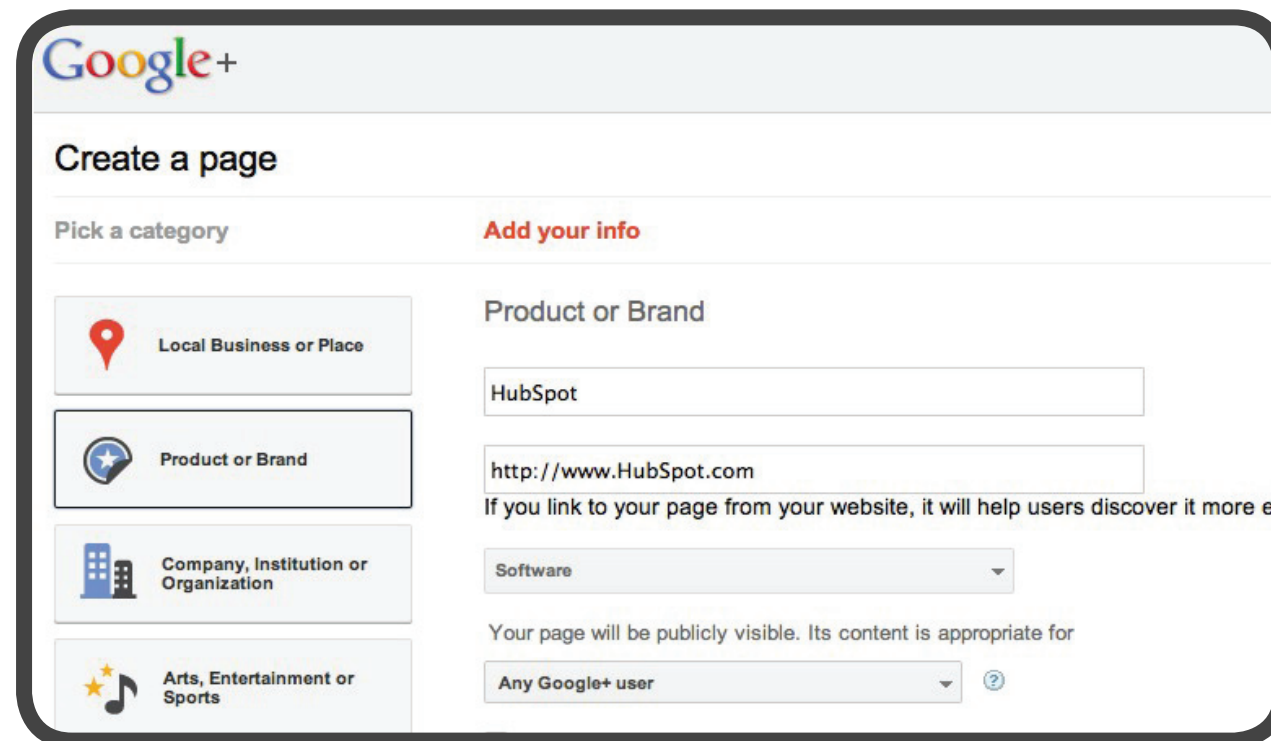 Google+
Create a page
Pick a category
Add your info
Local Business or Place
Product or Brand
Company, Institution or
Organization
Arts, Entertainment or
Sports
Product or Brand
HubSpot
http://www.HubSpot.com
If you link to your page from your website, it will help users discover it more
Software
Your page will be publicly visible. Its content is appropriate for
Any Google+ user
?